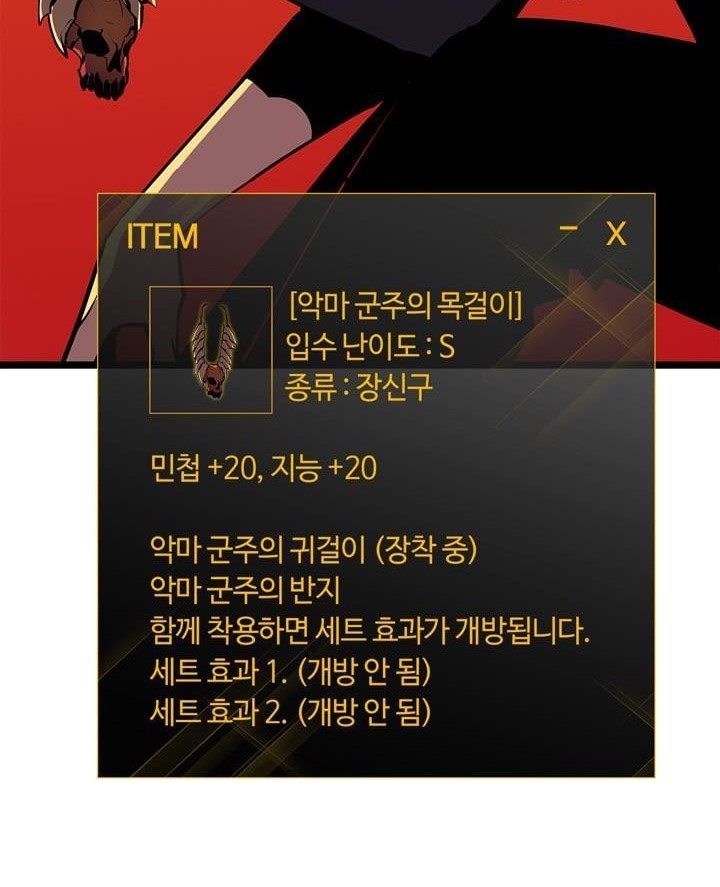 ITEM – X
[악마 군주의 목걸이]
입수 난이도 : S
종류 : 장신구
민첩 +20, 지능 +20
악마 군주의 귀걸이 (장착 중)
악마 군주의 반지
함께 착용하면 세트 효과가 개방됩니다.
세트 효과 1. (개방 안 됨)
세트 효과 2. (개방 안 됨)